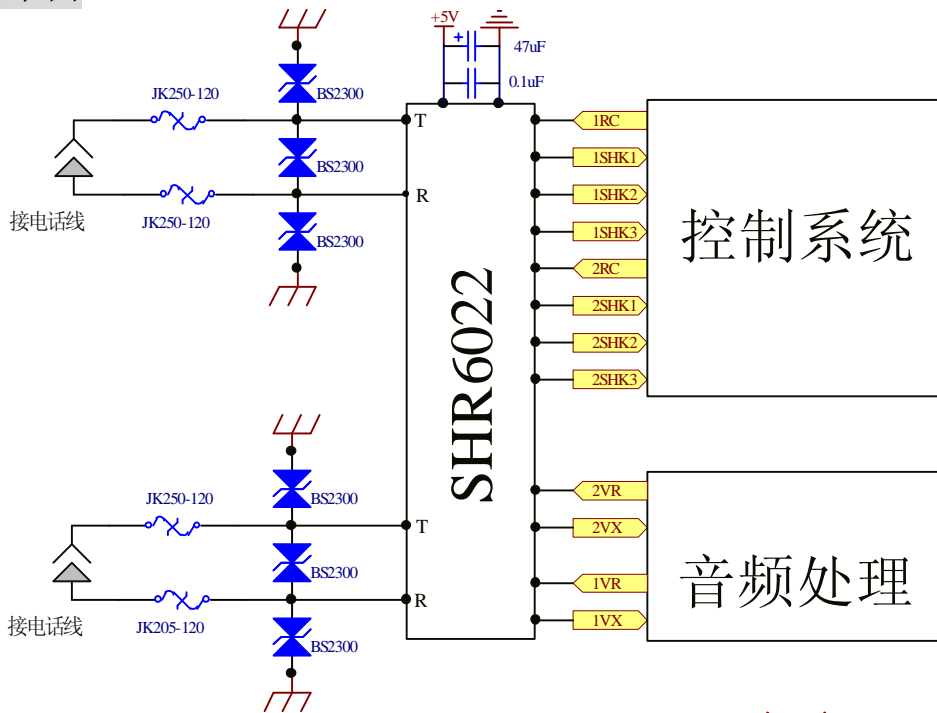 +5V
47uF
0.1uF
JK250-120
BS2300
T
BS2300
R
JK250-120
接电话线
BS2300
SHR6022
1RC
1SHK1
1SHK2
1SHK3
2RC
2SHK1
2SHK2
2SHK3
控制系统
JK250-120
BS2300
T
BS2300
R
接电话线
JK205-120
BS2300
2VR
2VX
1VR
1VX
音频处理